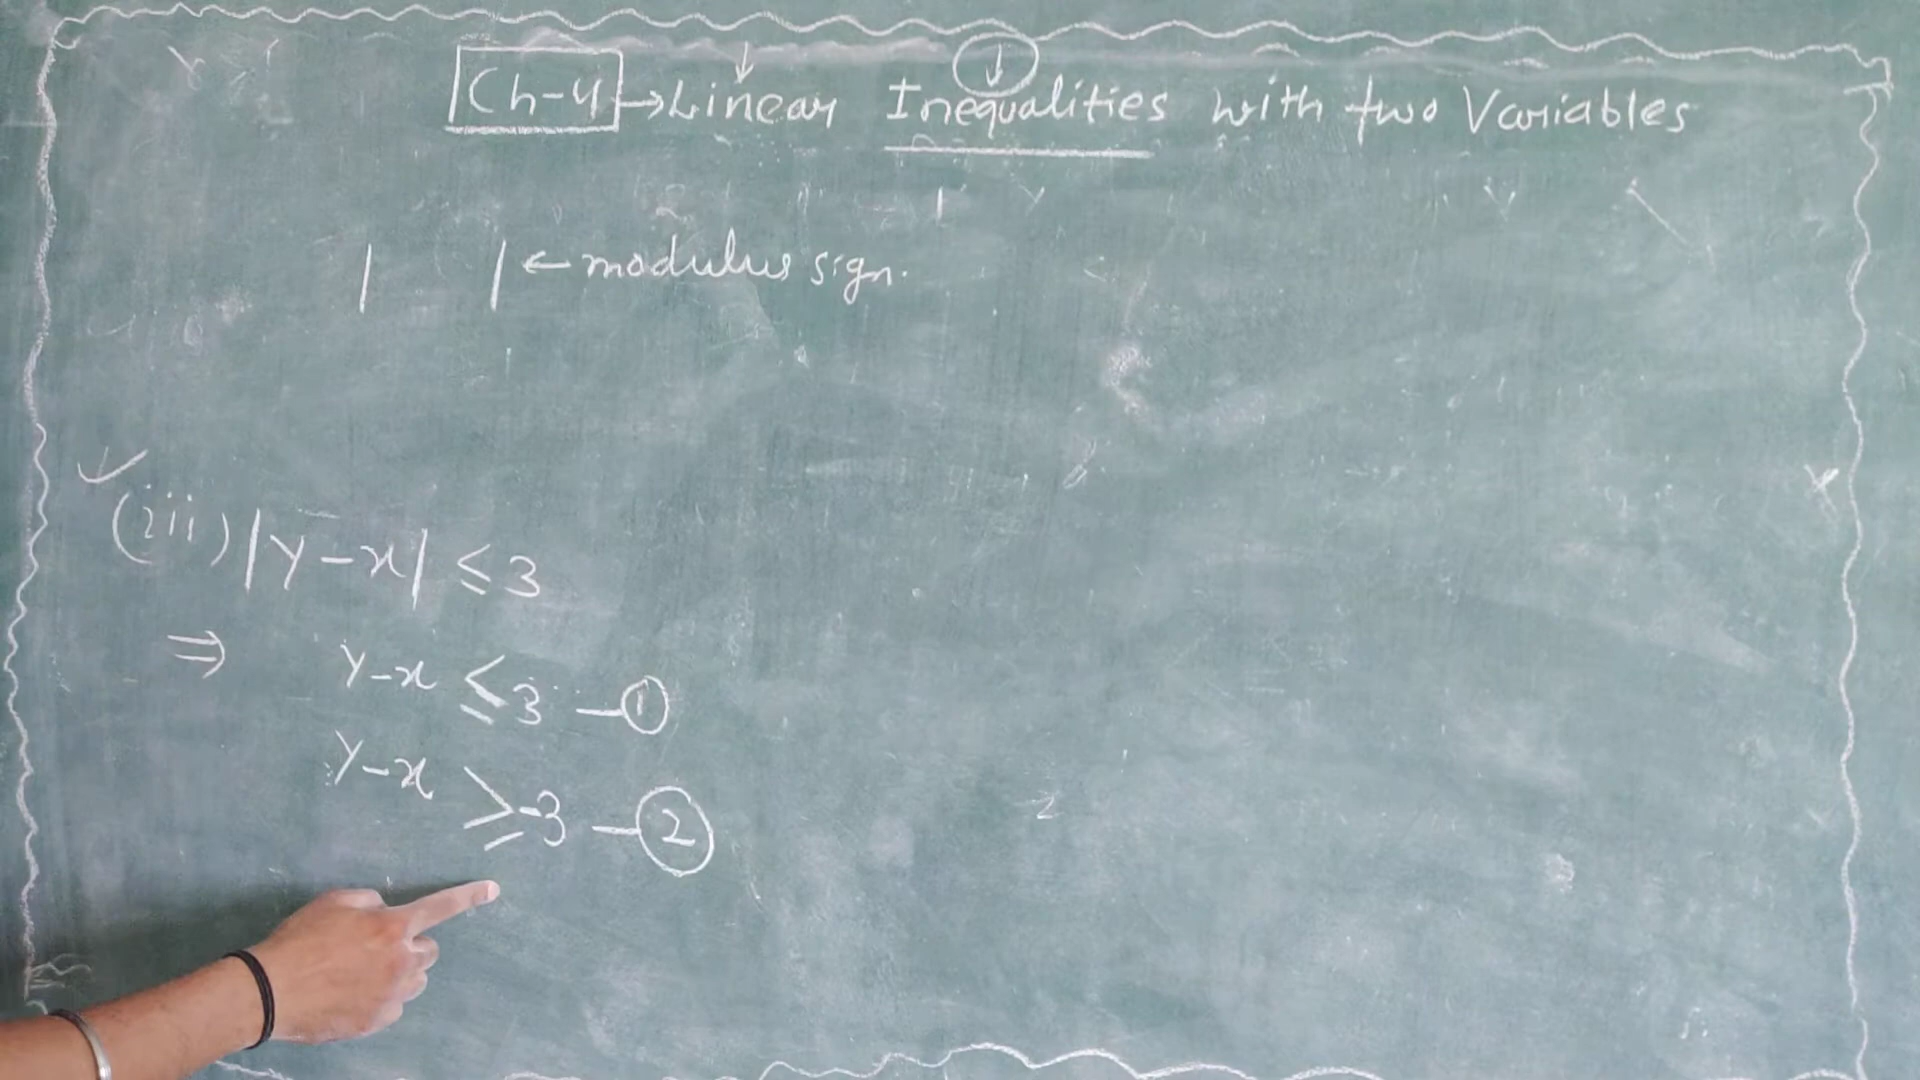 Ch-4 → Linear Inequalities with two Variables
| | ← modulus sign.
(iii) |y-x| ≤ 3
⇒ y-x ≤ 3 - ①
y-x ≥ -3 - ②